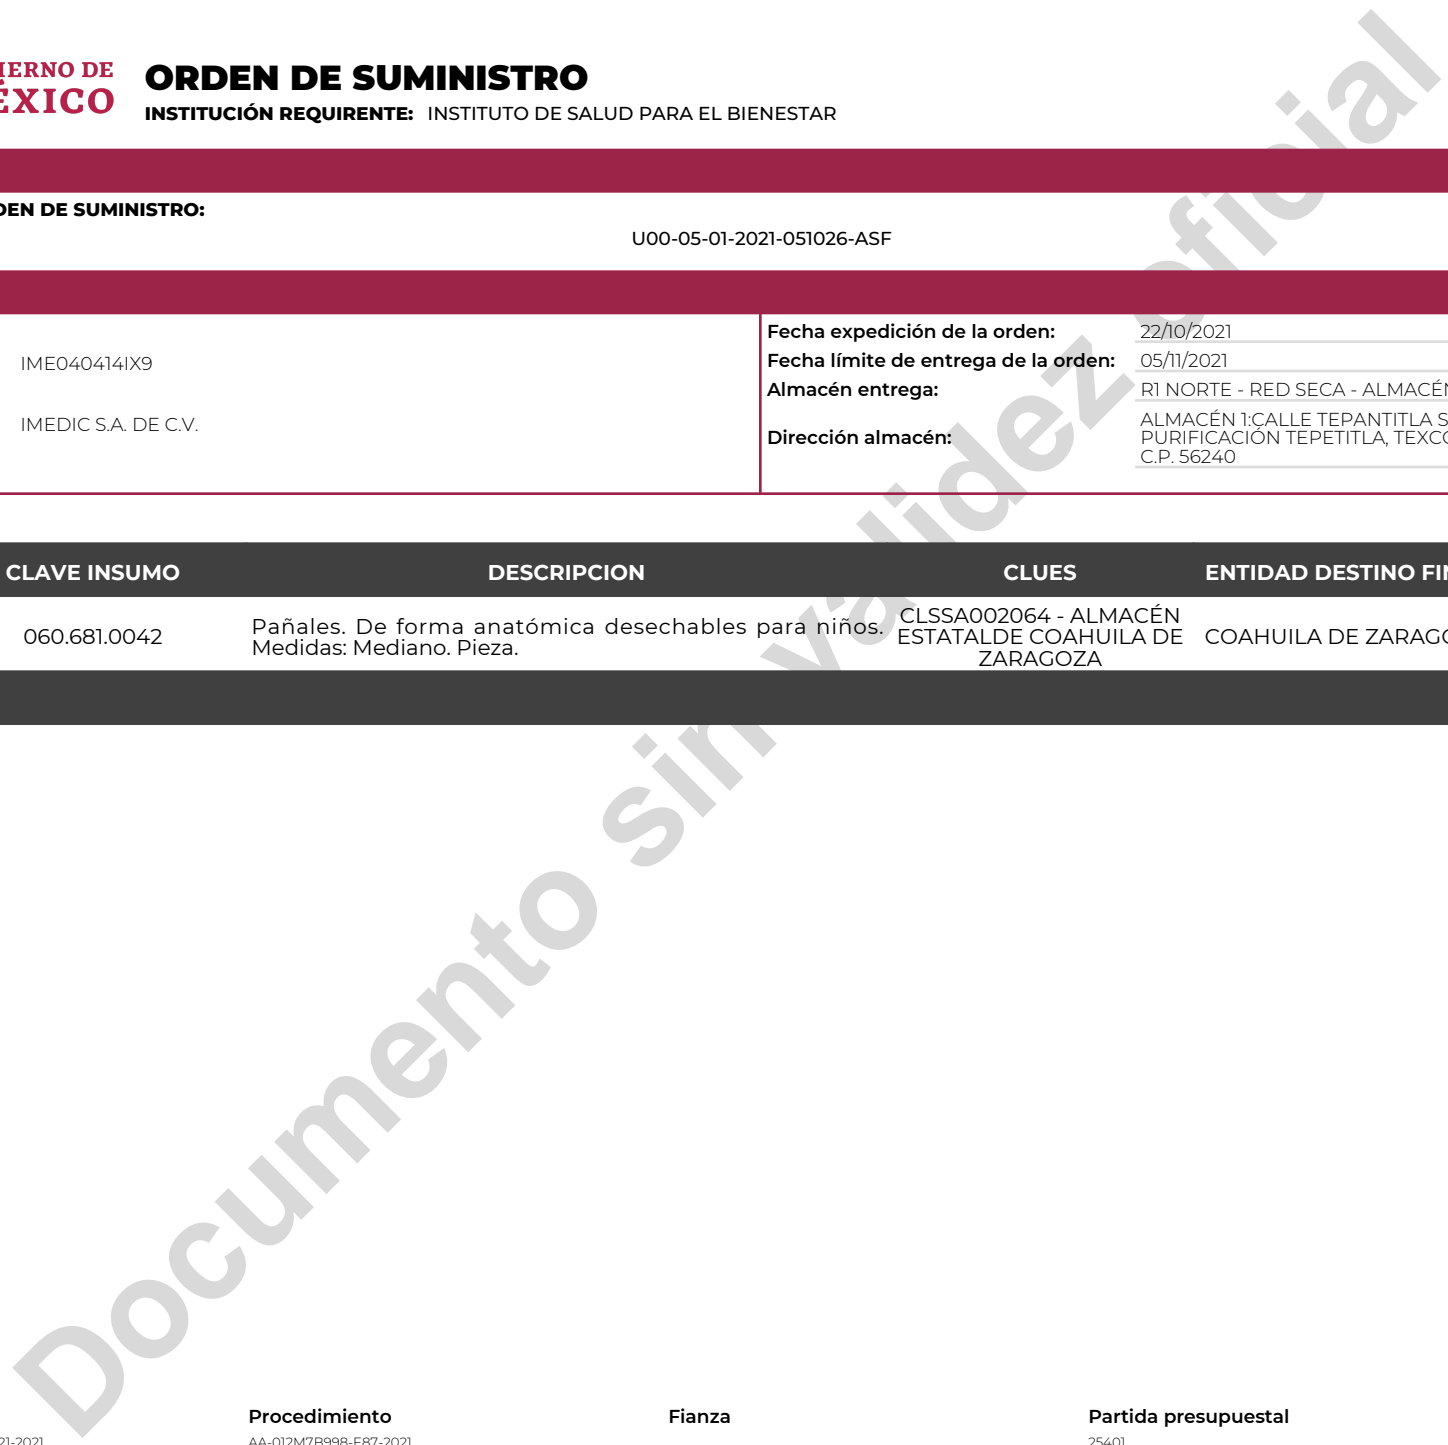 IERNO DE
ÉXICO
ORDEN DE SUMINISTRO
INSTITUCIÓN REQUIRENTE: INSTITUTO DE SALUD PARA EL BIENESTAR
DEN DE SUMINISTRO:
U00-05-01-2021-051026-ASF
IME040414IX9
IMEDIC S.A. DE C.V.
Fecha expedición de la orden: 22/10/2021
Fecha límite de entrega de la orden: 05/11/2021
Almacén entrega: R1 NORTE - RED SECA - ALMACÉN
Dirección almacén:
ALMACÉN 1:CALLE TEPANTITLA S
PURIFICACIÓN TEPETITLA, TEXCO
C.P. 56240
CLAVE INSUMO DESCRIPCION CLUES ENTIDAD DESTINO FIN
060.681.0042
Pañales. De forma anatómica desechables para niños.
Medidas: Mediano. Pieza.
CLSSA002064 - ALMACÉN
ESTATALDE COAHUILA DE
ZARAGOZA
COAHUILA DE ZARAGO
Documento sin validez oficial
Procedimiento Fianza Partida presupuestal
21-2021 AA-012M7B998-E87-2021 25401